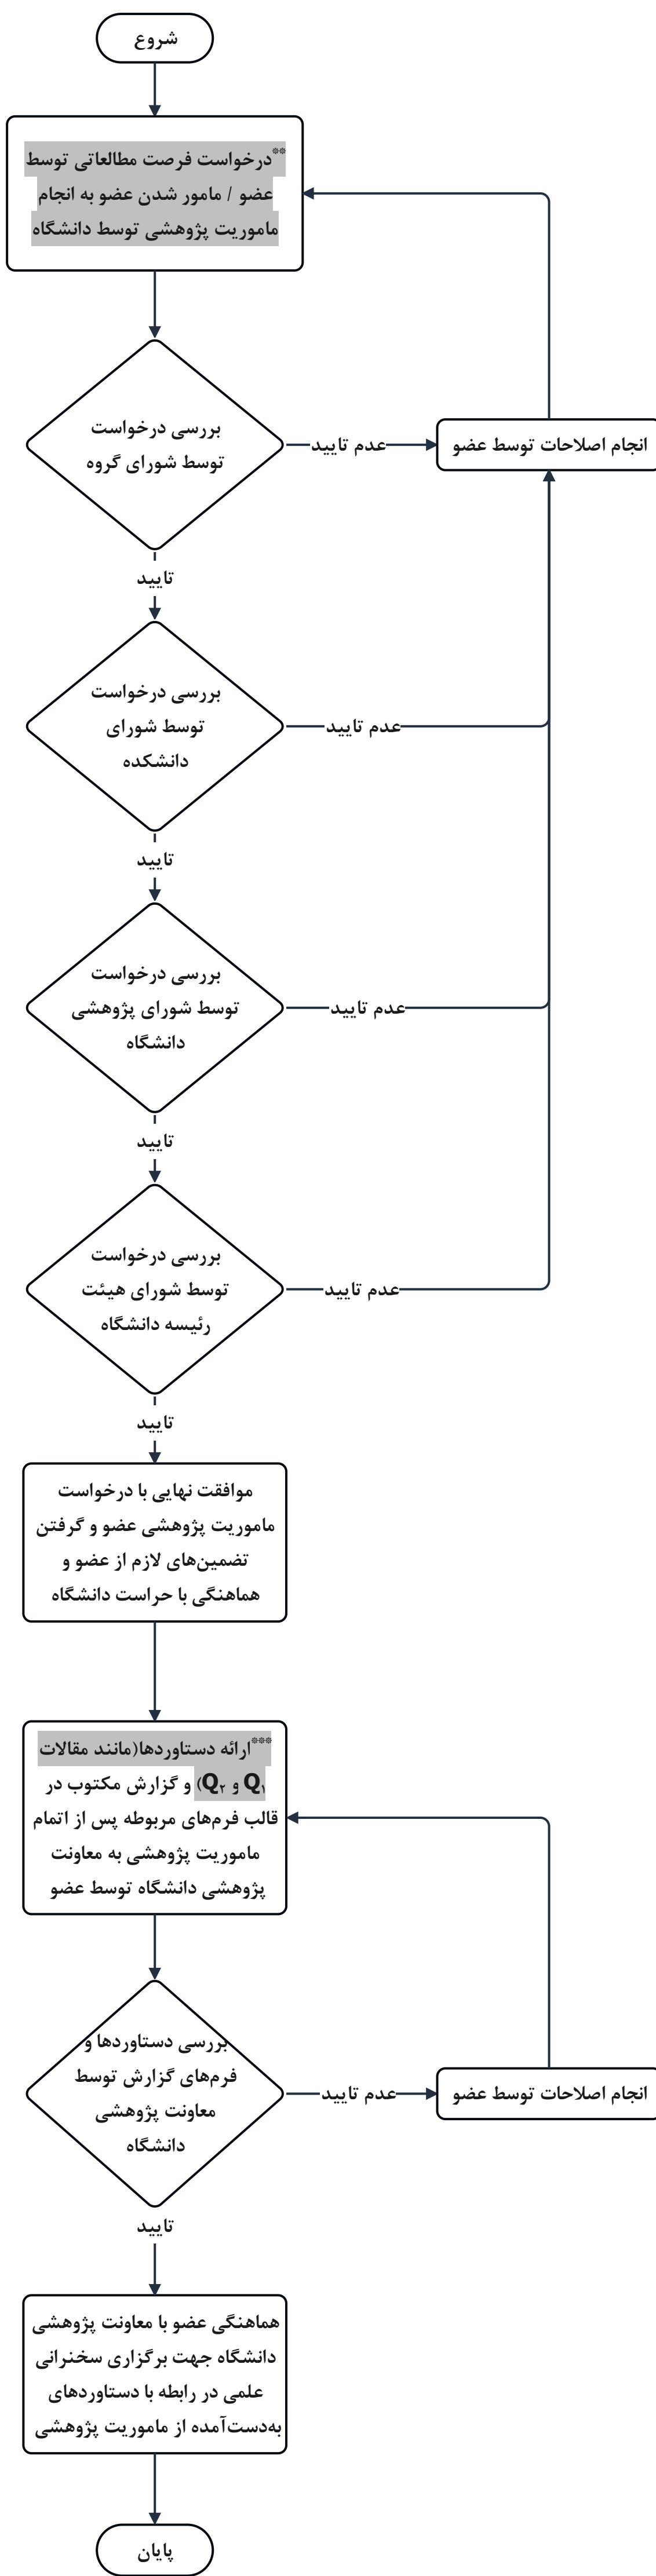 شروع
**درخواست فرصت مطالعاتی توسط
عضو / مامور شدن عضو به انجام
ماموریت پژوهشی توسط دانشگاه
بررسی درخواست
توسط شورای گروه
عدم تایید
انجام اصلاحات توسط عضو
تایید
بررسی درخواست
توسط شورای
دانشکده
عدم تایید
تایید
بررسی درخواست
توسط شورای پژوهشی
دانشگاه
عدم تایید
تایید
بررسی درخواست
توسط شورای هیئت
رئیسه دانشگاه
عدم تایید
تایید
موافقت نهایی با درخواست
ماموریت پژوهشی عضو و گرفتن
تضمین‌های لازم از عضو و
هماهنگی با حراست دانشگاه
***ارائه دستاوردها(مانند مقالات
Q۱ و Q۲) و گزارش مکتوب در
قالب فرم‌های مربوطه پس از اتمام
ماموریت پژوهشی به معاونت
پژوهشی دانشگاه توسط عضو
بررسی دستاوردها و
فرم‌های گزارش توسط
معاونت پژوهشی
دانشگاه
عدم تایید
انجام اصلاحات توسط عضو
تایید
هماهنگی عضو با معاونت پژوهشی
دانشگاه جهت برگزاری سخنرانی
علمی در رابطه با دستاوردهای
به‌دست‌آمده از ماموریت پژوهشی
پایان